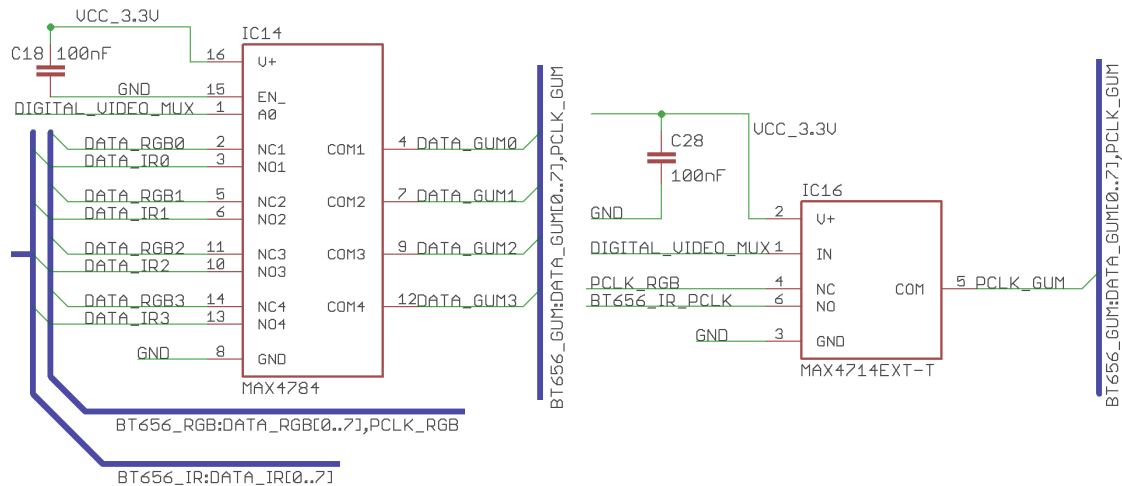 VCC_3.3V
C18 100nF
IC14
16 V+
GND 15 EN_
DIGITAL_VIDEO_MUX 1 A0
DATA_RGB0 2 NC1 COM1 4 DATA_GUM0
DATA_IR0 3 NO1
DATA_RGB1 5 NC2 COM2 7 DATA_GUM1
DATA_IR1 6 NO2
DATA_RGB2 11 NC3 COM3 9 DATA_GUM2
DATA_IR2 10 NO3
DATA_RGB3 14 NC4 COM4 12 DATA_GUM3
DATA_IR3 13 NO4
GND 8 GND
MAX4784
BT656_RGB:DATA_RGB[0..7],PCLK_RGB
BT656_IR:DATA_IR[0..7]
BT656_GUM:DATA_GUM[0..7],PCLK_GUM
VCC_3.3V
C28
100nF
IC16
GND 2 V+
DIGITAL_VIDEO_MUX 1 IN
PCLK_RGB 4 NC COM 5 PCLK_GUM
BT656_IR_PCLK 6 NO
GND 3 GND
MAX4714EXT-T
BT656_GUM:DATA_GUM[0..7],PCLK_GUM